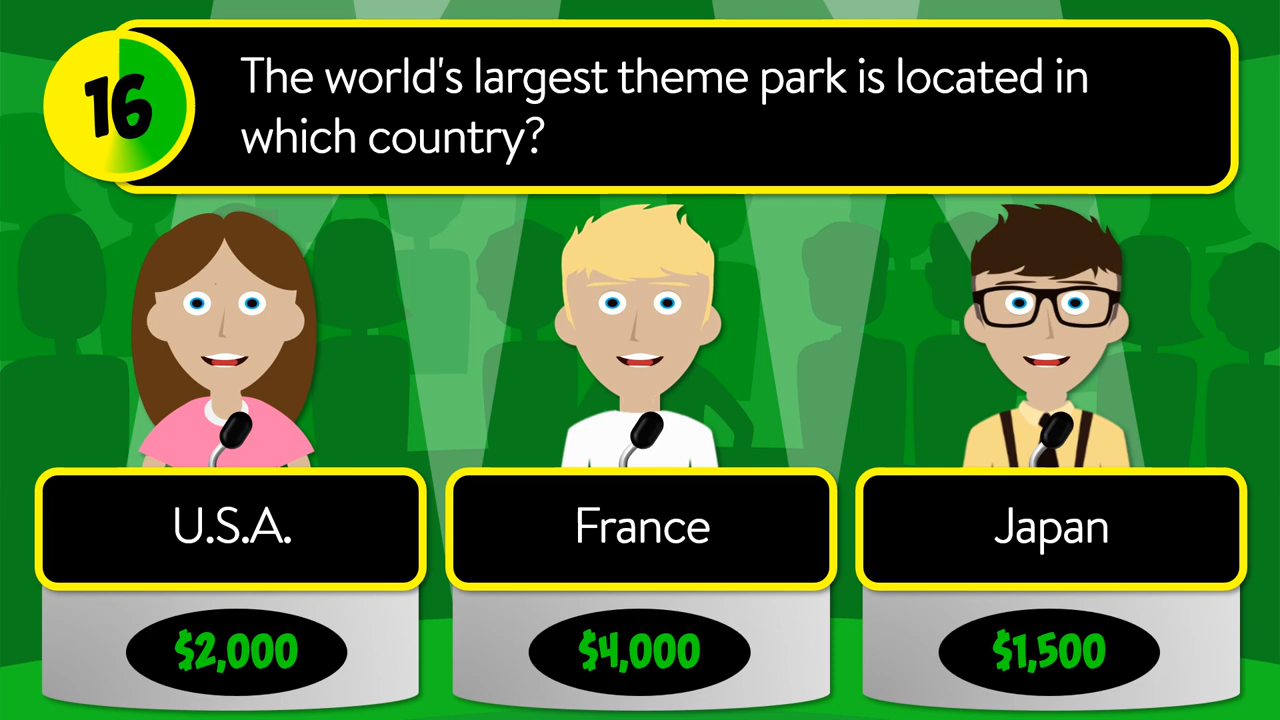 16
The world's largest theme park is located in
which country?
U.S.A.
France
Japan
$2,000
$4,000
$1,500